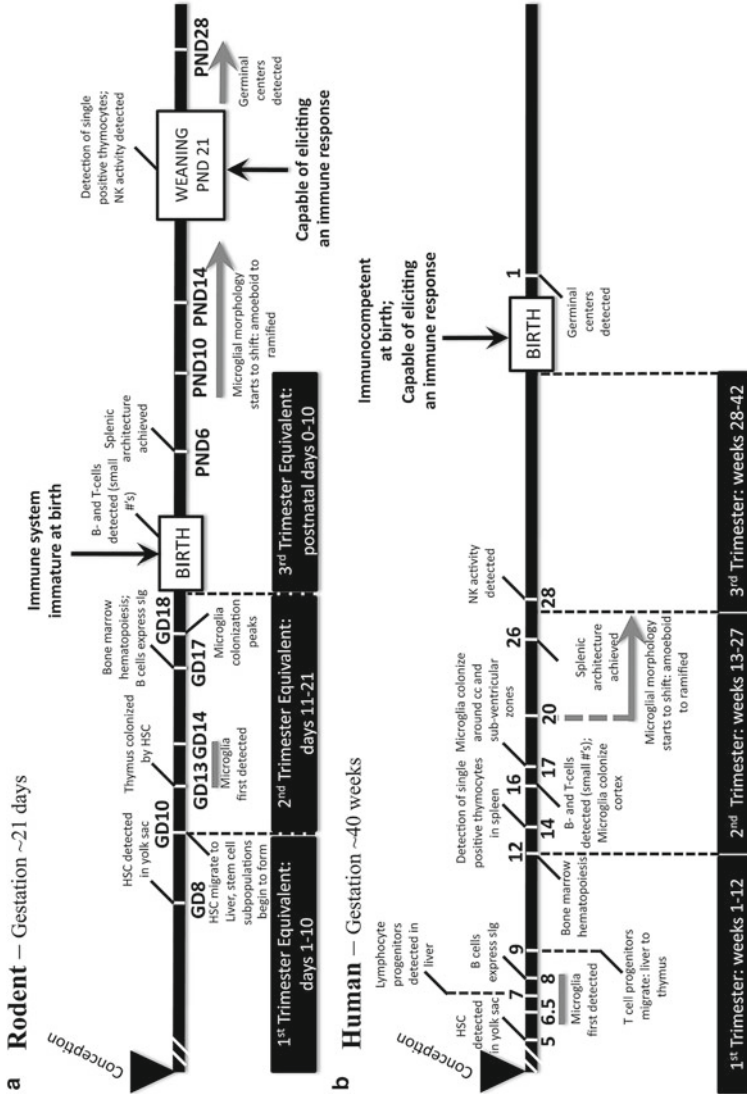 a Rodent – Gestation ~21 days
Conception
HSC detected
in yolk sac
GD8
HSC migrate to
Liver, stem cell
subpopulations
begin to form
GD10
Thymus colonized
by HSC
GD13 GD14
Microglia
first detected
Bone marrow
hematopoiesis;
B cells express sIg
GD17
GD18
Microglia
colonization
peaks
Immune system
immature at birth
BIRTH
B- and T-cells
detected (small
#'s)
Splenic
architecture
achieved
PND6
PND10 PND14
Microglial morphology
starts to shift: amoeboid to
ramified
Detection of single
positive thymocytes;
NK activity detected
WEANING
PND 21
Capable of eliciting
an immune response
PND28
Germinal
centers
detected
1st Trimester Equivalent:
days 1-10
2nd Trimester Equivalent:
days 11-21
3rd Trimester Equivalent:
postnatal days 0-10
b Human – Gestation ~40 weeks
Conception
HSC
detected
in yolk sac
5
6.5
7
8
9
Lymphocyte
progenitors
detected in
liver
B cells
express sIg
Microglia
first detected
T cell progenitors
migrate: liver to
thymus
12
Bone marrow
hematopoiesis
14
Detection of single
positive thymocytes
in spleen
16
B- and T-cells
detected (small #'s);
Microglia colonize
cortex
17
Microglia colonize
around cc and
sub-ventricular
zones
20
Microglial morphology
starts to shift: amoeboid
to ramified
26
Splenic
architecture
achieved
28
NK activity
detected
Immunocompetent
at birth;
Capable of eliciting
an immune response
BIRTH
1
Germinal
centers
detected
1st Trimester: weeks 1-12
2nd Trimester: weeks 13-27
3rd Trimester: weeks 28-42